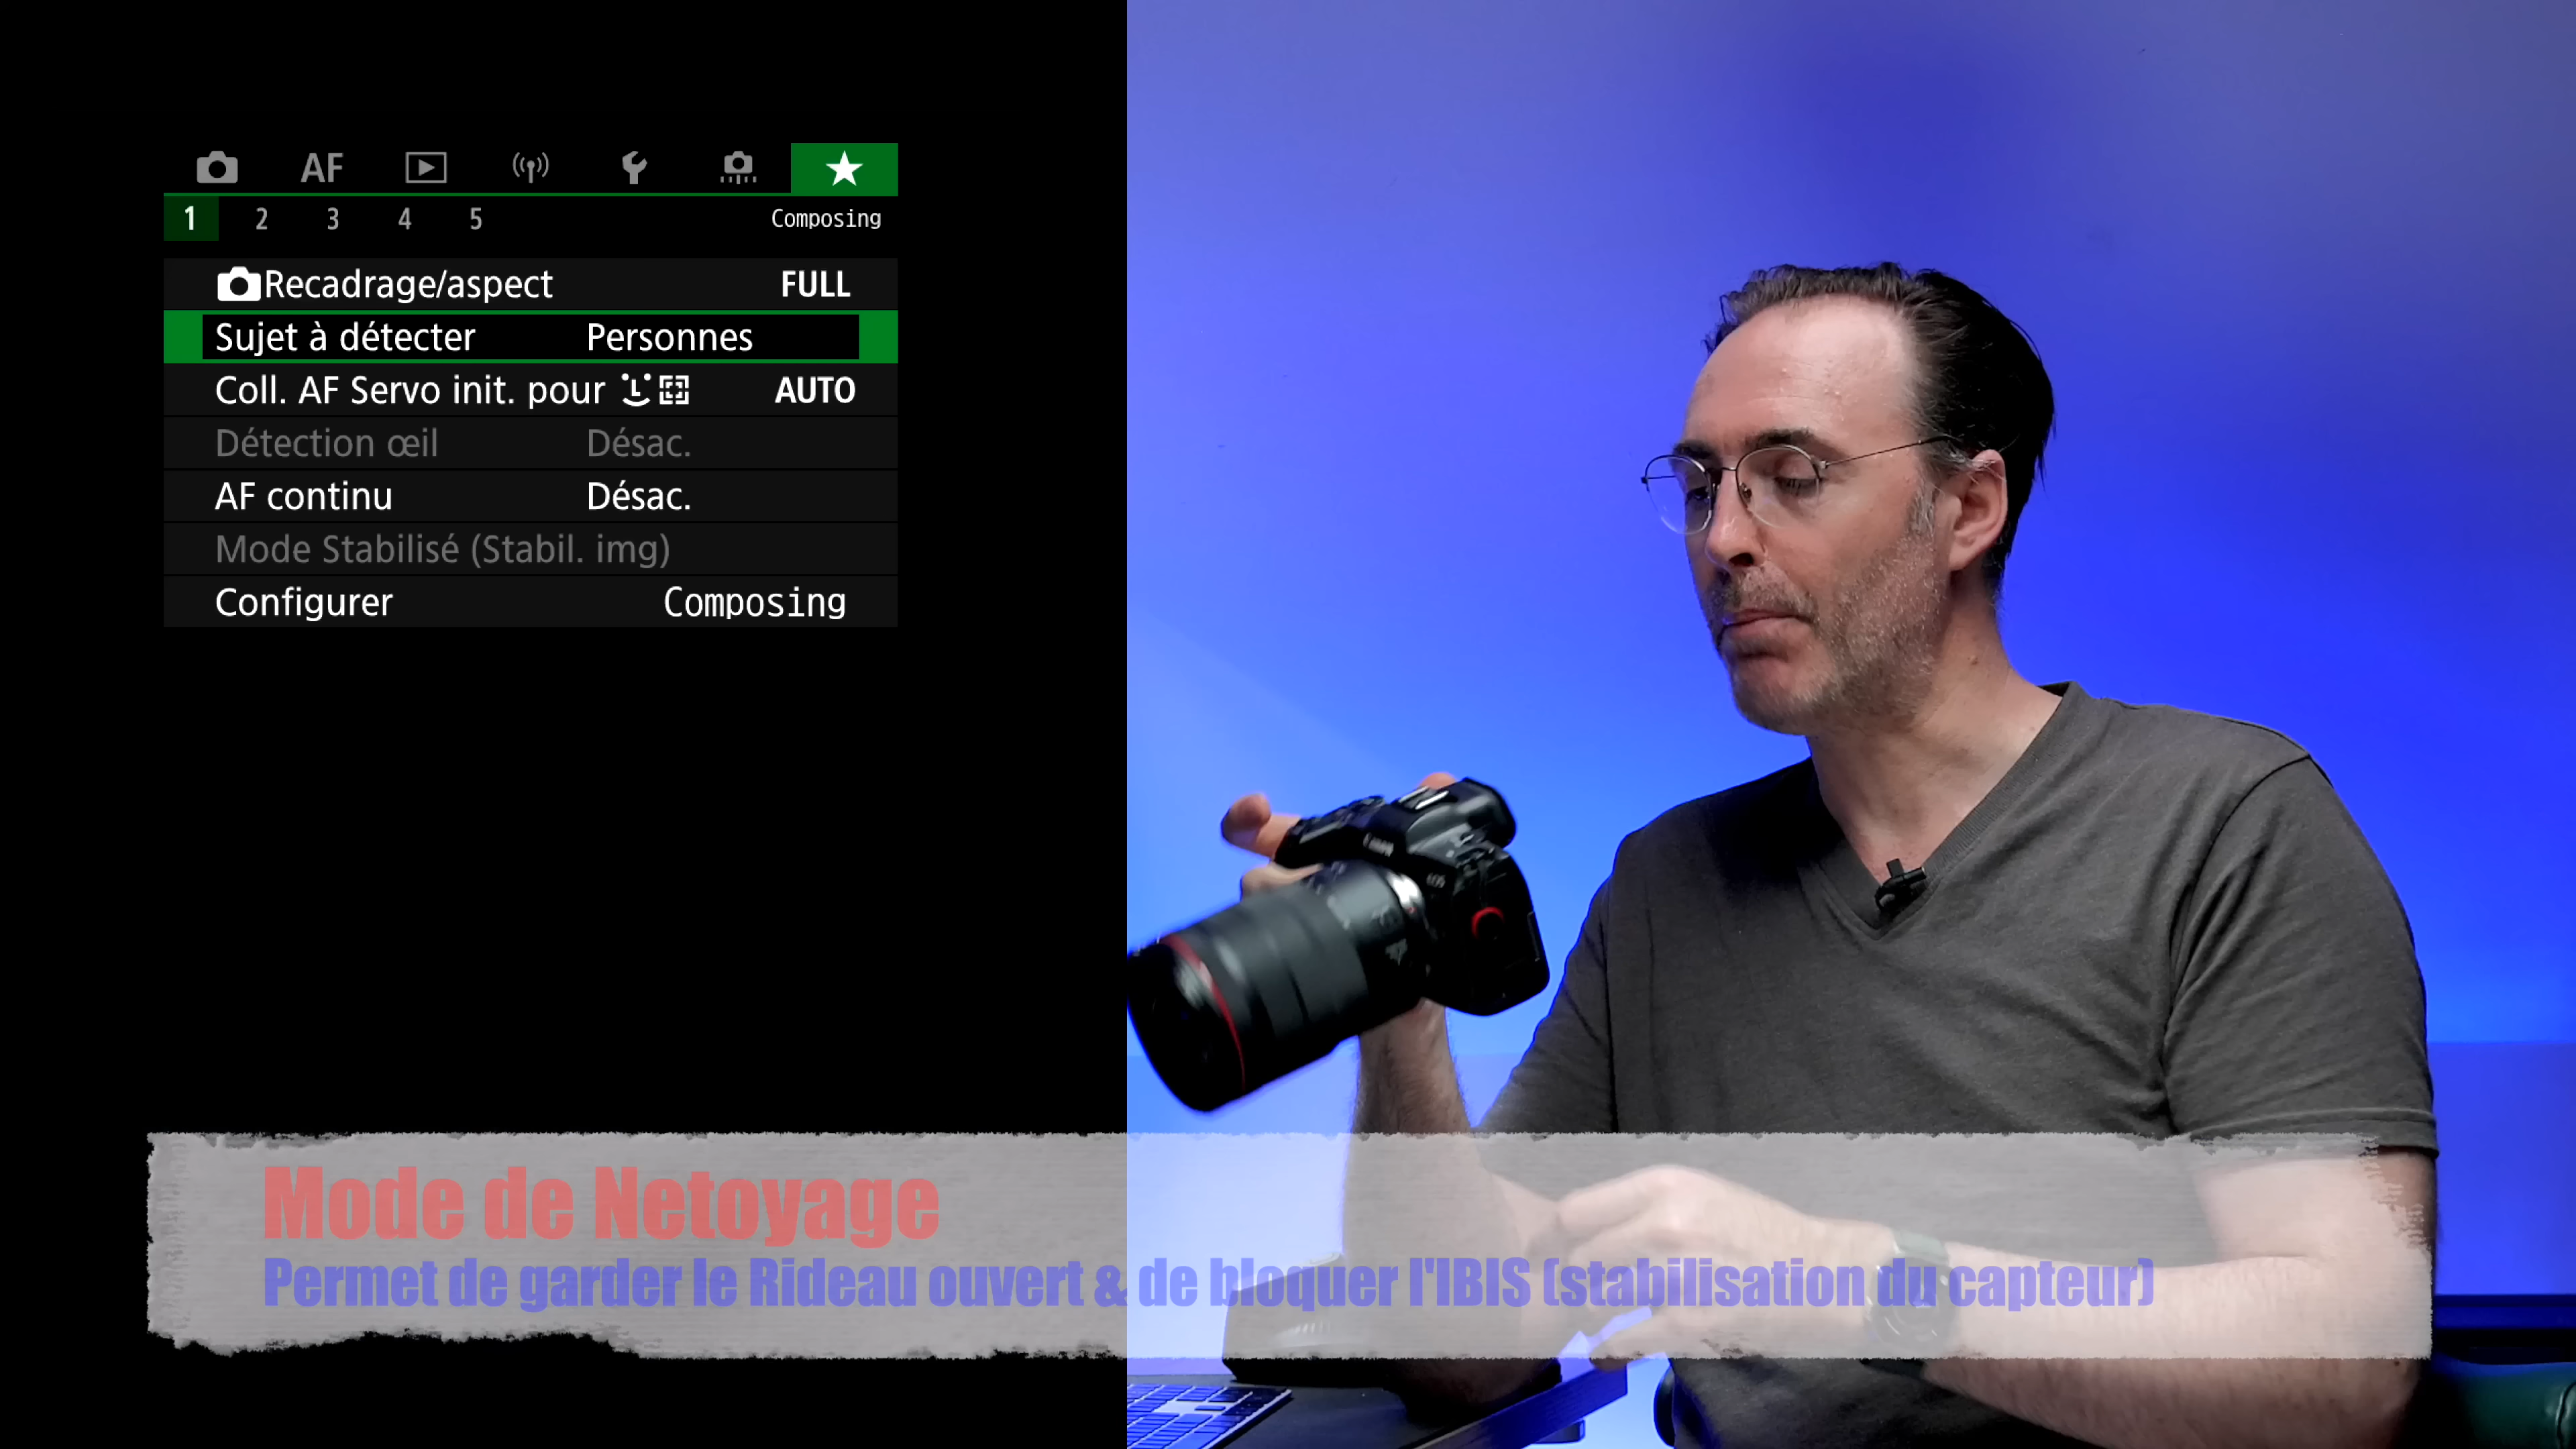 AF
1 2 3 4 5 Composing
Recadrage/aspect FULL
Sujet à détecter Personnes
Coll. AF Servo init. pour AUTO
Détection œil Désac.
AF continu Désac.
Mode Stabilisé (Stabil. img)
Configurer Composing
Mode de Netoyage
Permet de garder le Rideau ouvert & de bloquer l'IBIS (stabilisation du capteur)